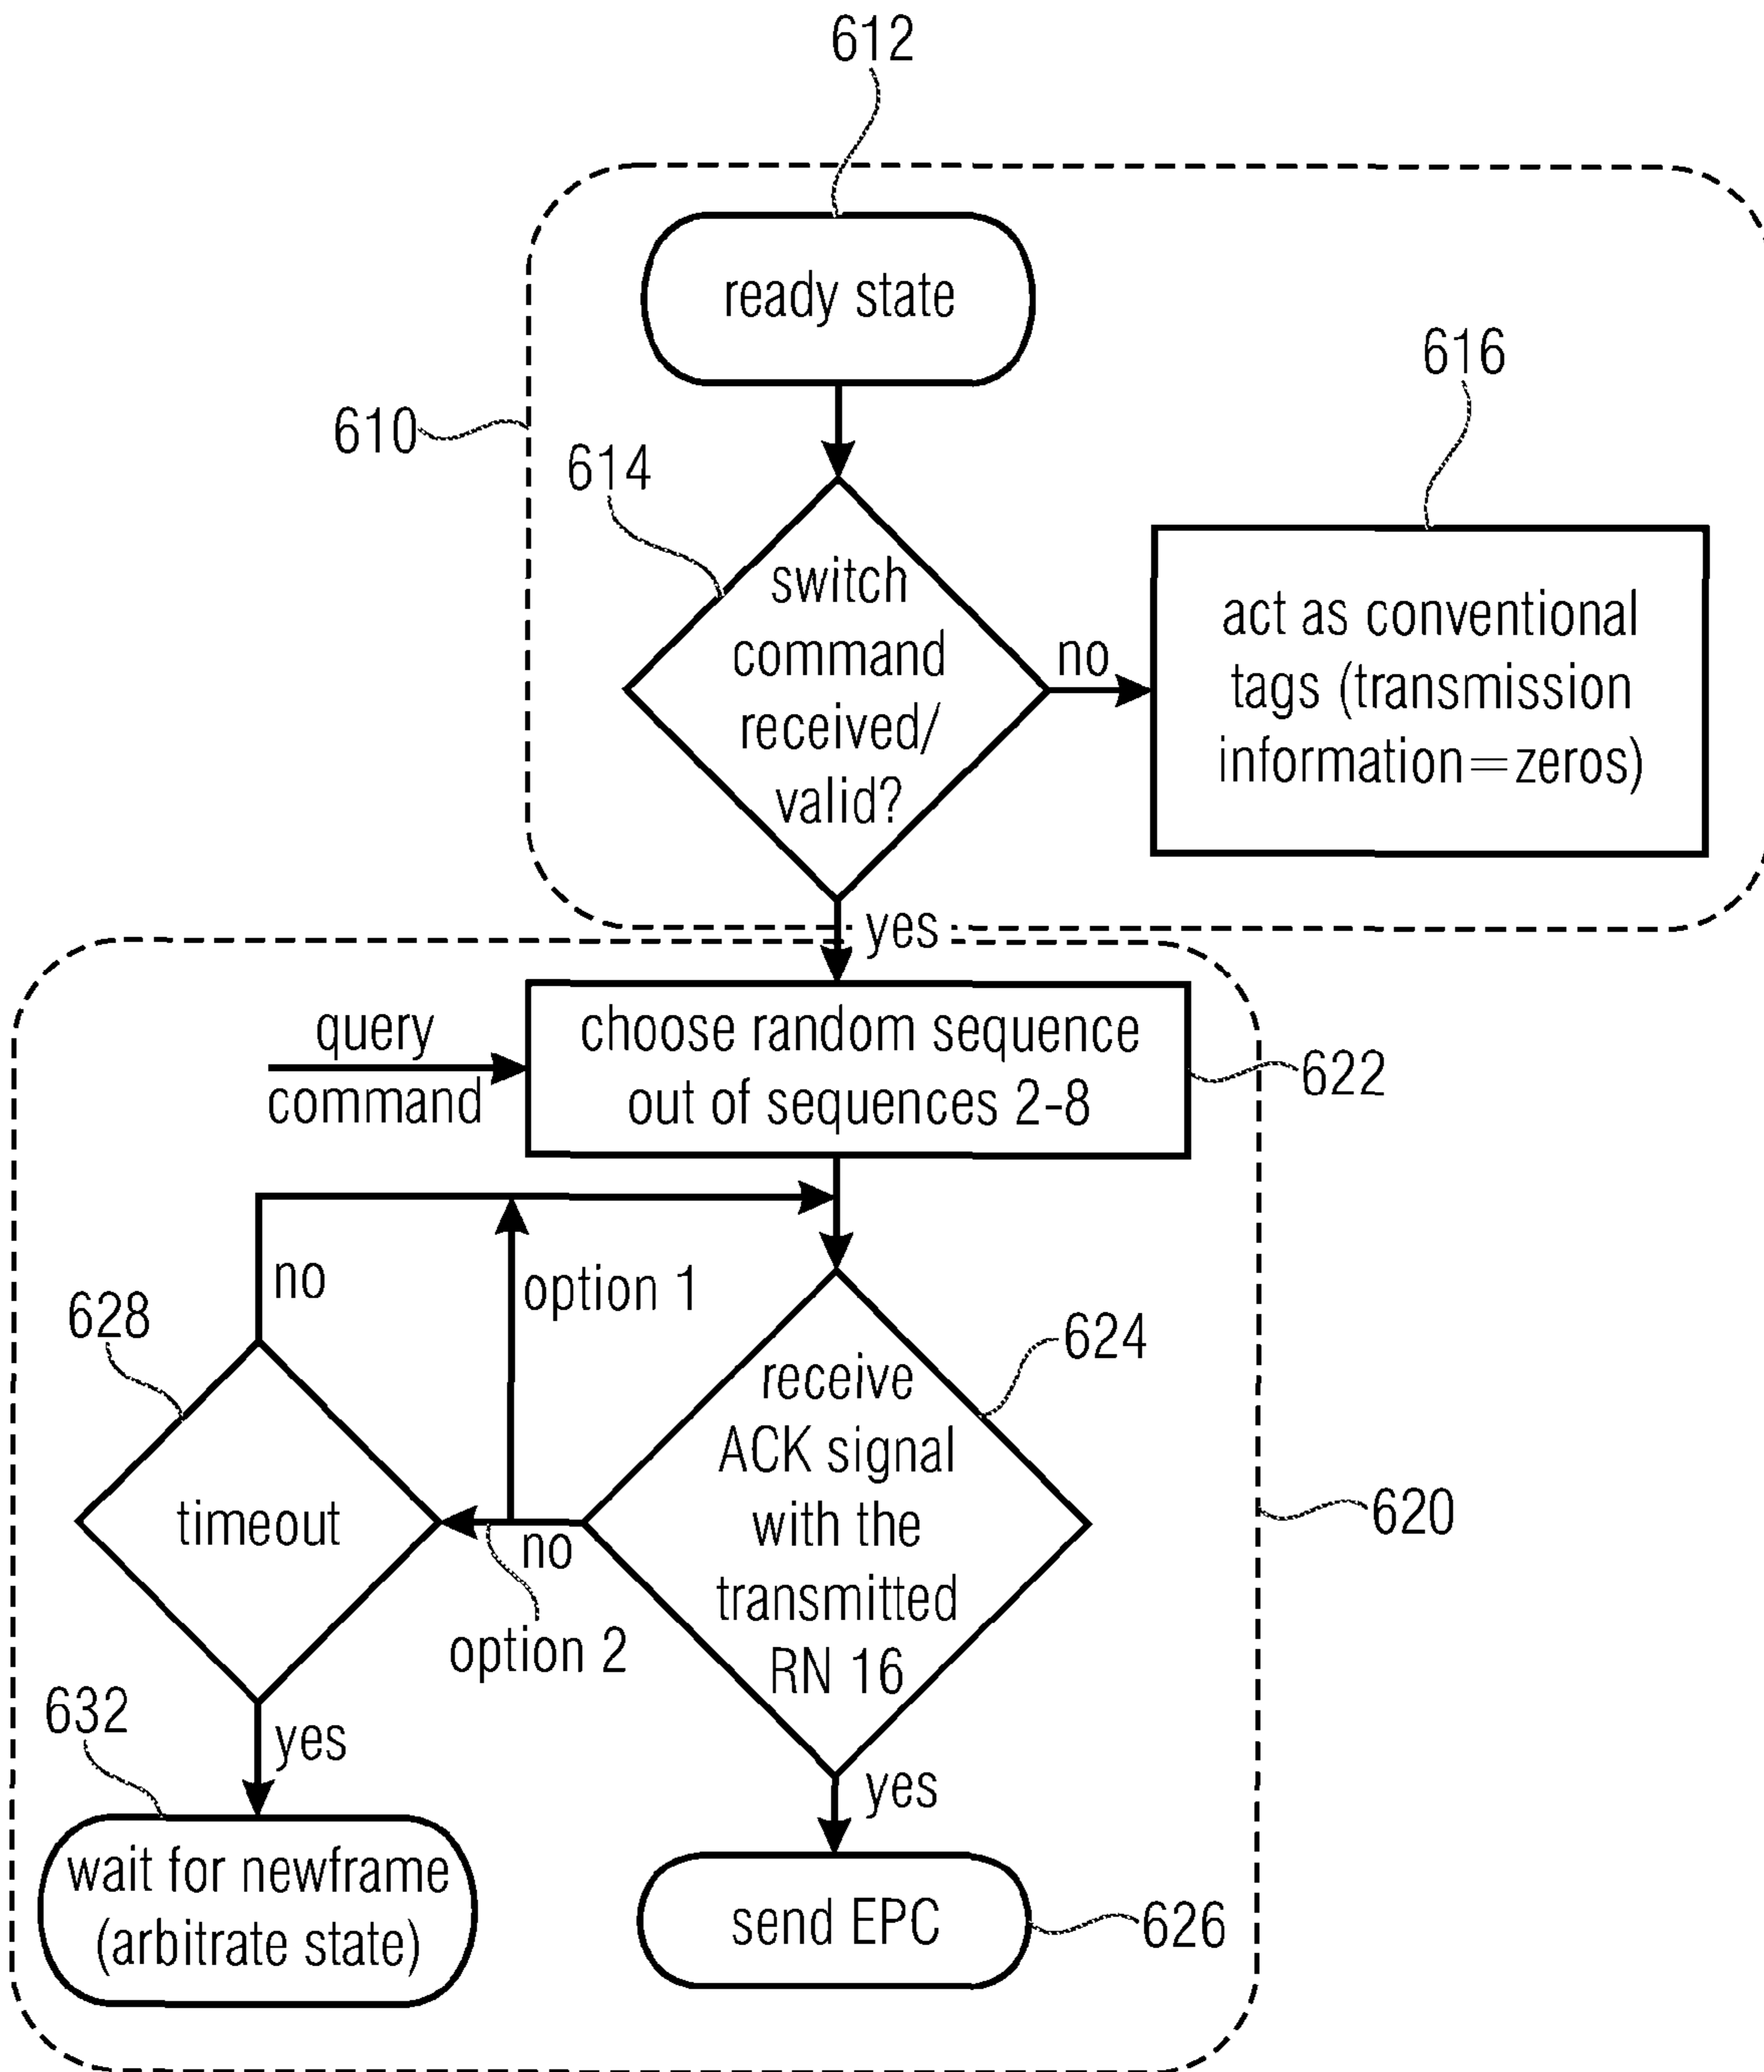 612
ready state
616
610
614
switch
command
received/
valid?
no
act as conventional
tags (transmission
information=zeros)
yes
query
command
choose random sequence
out of sequences 2-8
622
no
option 1
628
624
receive
ACK signal
with the
transmitted
RN 16
timeout
no
620
option 2
632
yes
yes
wait for newframe
(arbitrate state)
send EPC
626